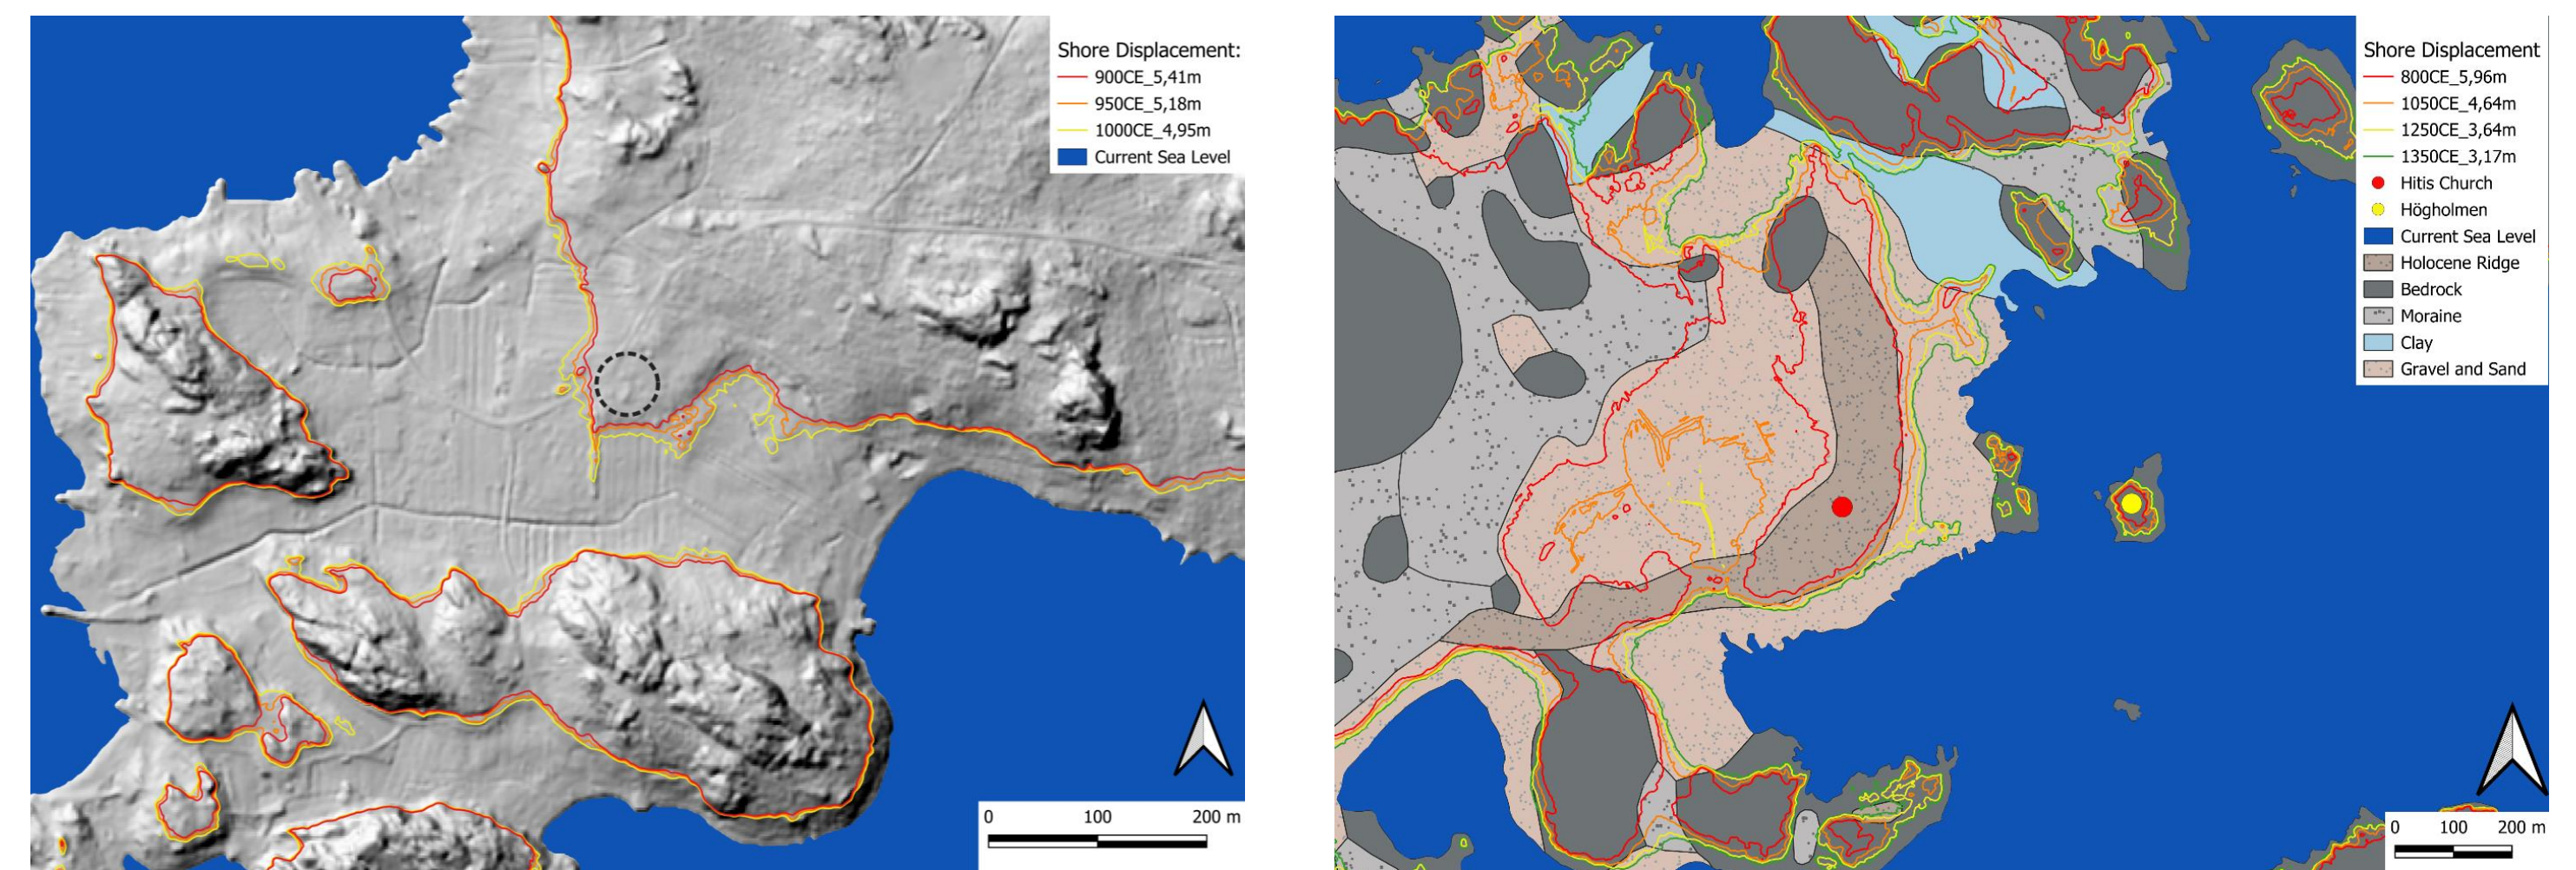 Shore Displacement:
900CE_5,41m
950CE_5,18m
1000CE_4,95m
Current Sea Level
0 100 200 m
Shore Displacement
800CE_5,96m
1050CE_4,64m
1250CE_3,64m
1350CE_3,17m
Hitis Church
Högholmen
Current Sea Level
Holocene Ridge
Bedrock
Moraine
Clay
Gravel and Sand
0 100 200 m